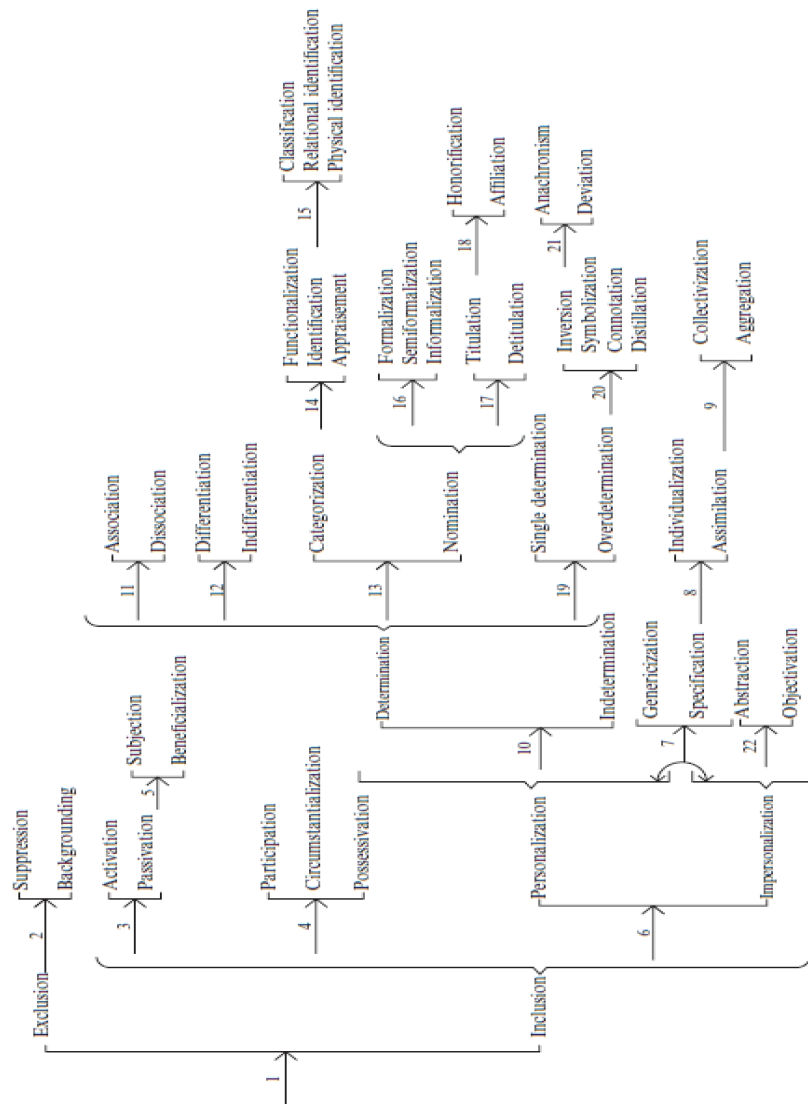 1
Exclusion
Inclusion
2
Suppression
Backgrounding
3
Activation
Passivation
5
Subjection
Beneficialization
4
Participation
Circumstantialization
Possessivation
6
Personalization
Impersonalization
10
Determination
Indetermination
7
Genericization
Specification
22
Abstraction
Objectivation
11
Association
Dissociation
12
Differentiation
Indifferentiation
13
Categorization
Nomination
19
Single determination
Overdetermination
8
Individualization
Assimilation
14
Functionalization
Identification
Appraisement
15
Classification
Relational identification
Physical identification
16
Formalization
Semiformalization
Informalization
17
Titulation
Detitulation
18
Honorification
Affiliation
20
Inversion
Symbolization
Connotation
Distillation
21
Anachronism
Deviation
9
Collectivization
Aggregation